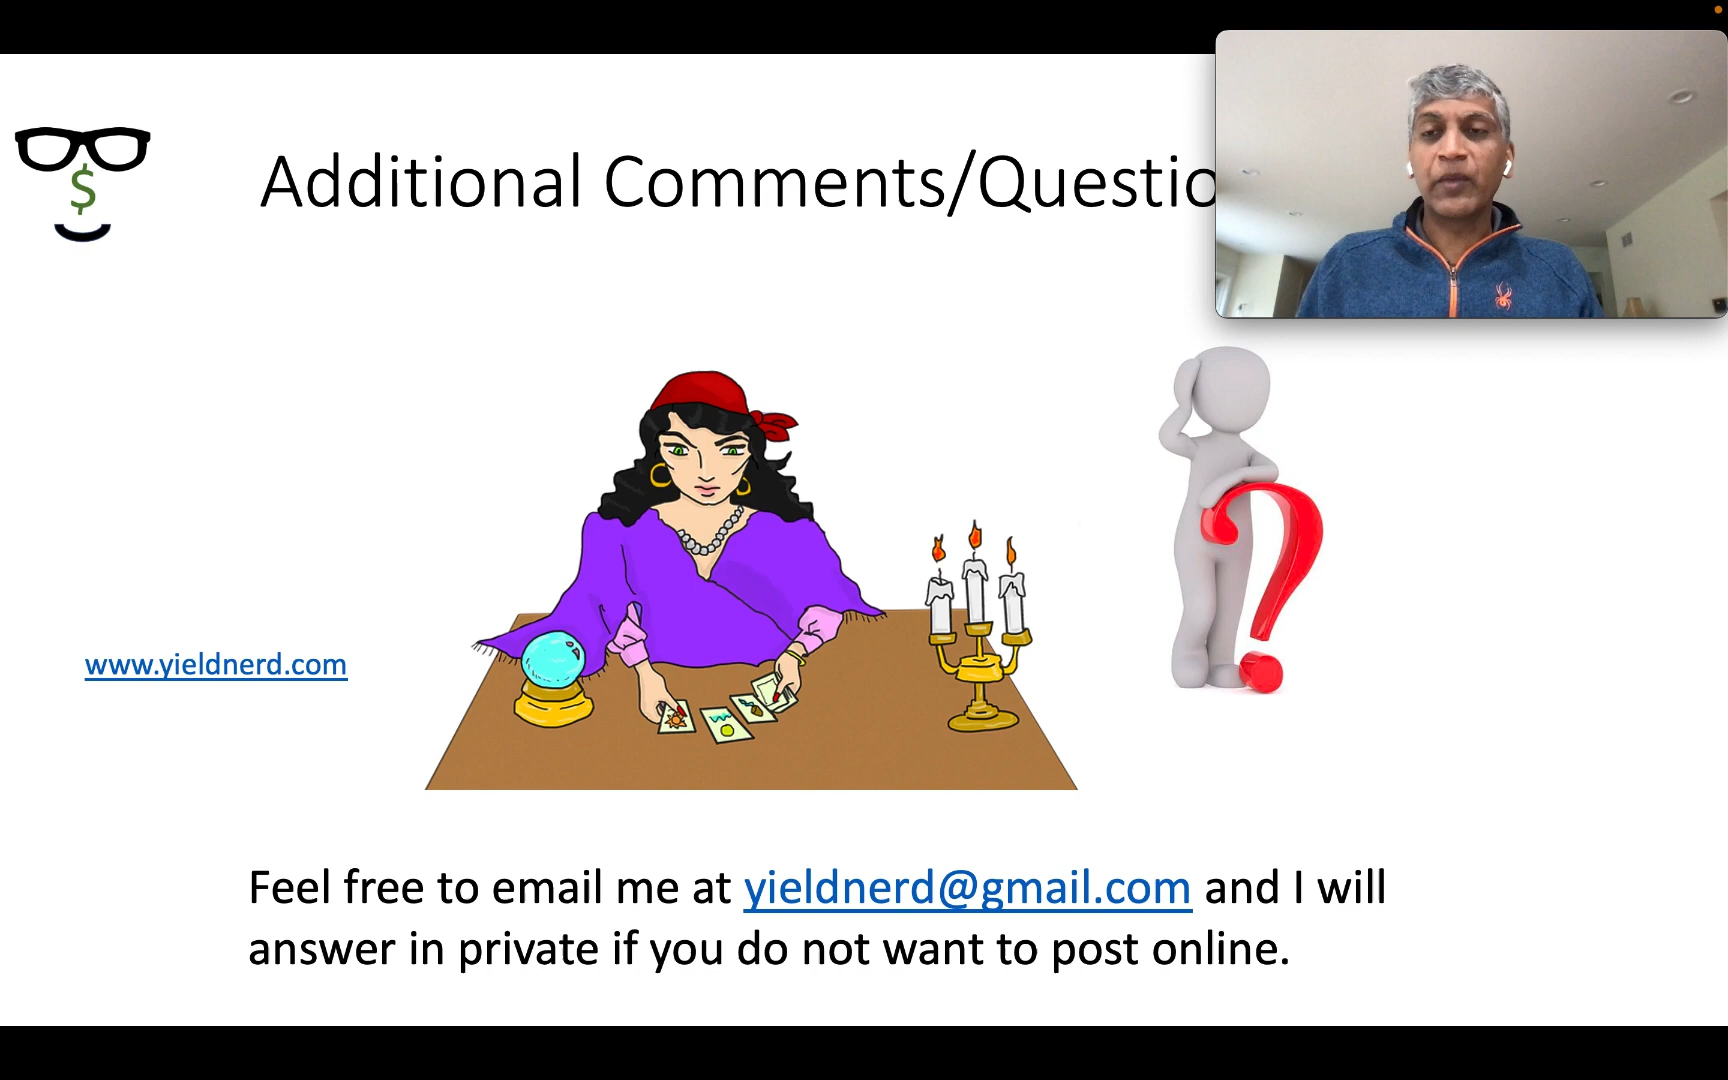 $
Additional Comments/Questio
www.yieldnerd.com
Feel free to email me at yieldnerd@gmail.com and I will
answer in private if you do not want to post online.